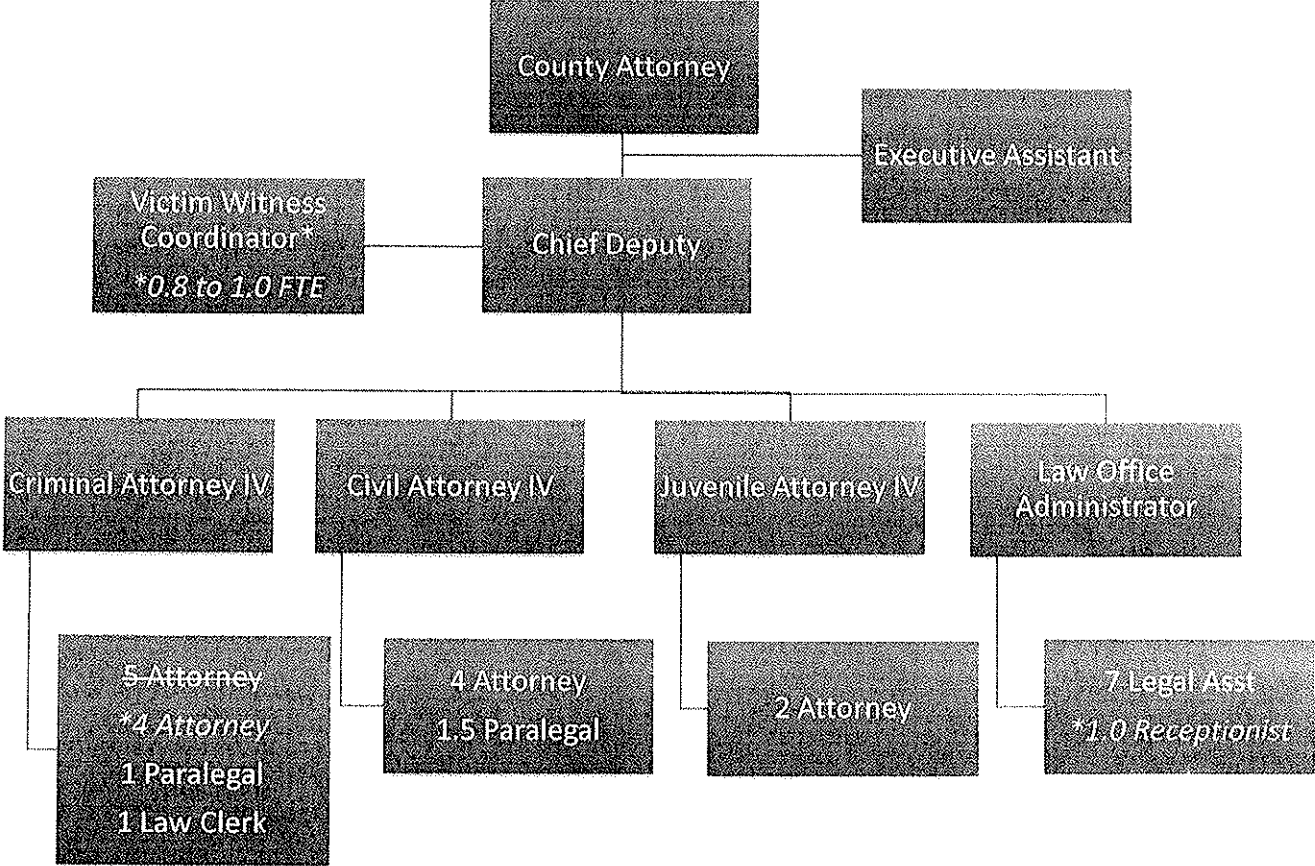 County Attorney
Executive Assistant
Victim Witness
Coordinator*
*0.8 to 1.0 FTE
Chief Deputy
Criminal Attorney IV
Civil Attorney IV
Juvenile Attorney IV
Law Office
Administrator
5 Attorney
*4 Attorney
1 Paralegal
1 Law Clerk
4 Attorney
1.5 Paralegal
2 Attorney
7 Legal Asst
*1.0 Receptionist